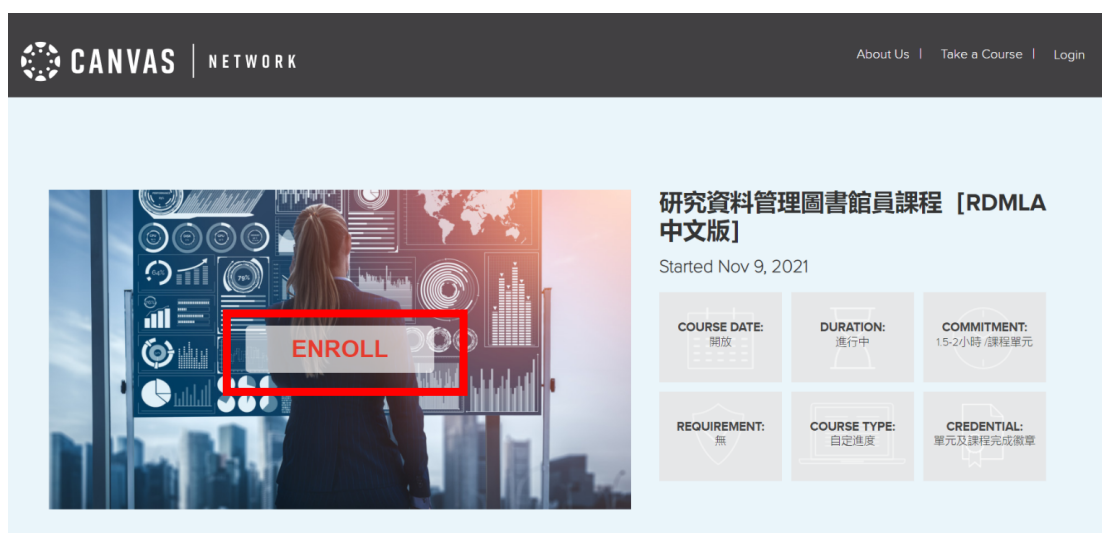 CANVAS | NETWORK
About Us | Take a Course | Login
研究資料管理圖書館員課程 [RDMLA
中文版]
Started Nov 9, 2021
COURSE DATE:
開放
DURATION:
進行中
COMMITMENT:
1.5-2小時 /課程單元
REQUIREMENT:
無
COURSE TYPE:
自定進度
CREDENTIAL:
單元及課程完成徽章
64%
75%
ENROLL